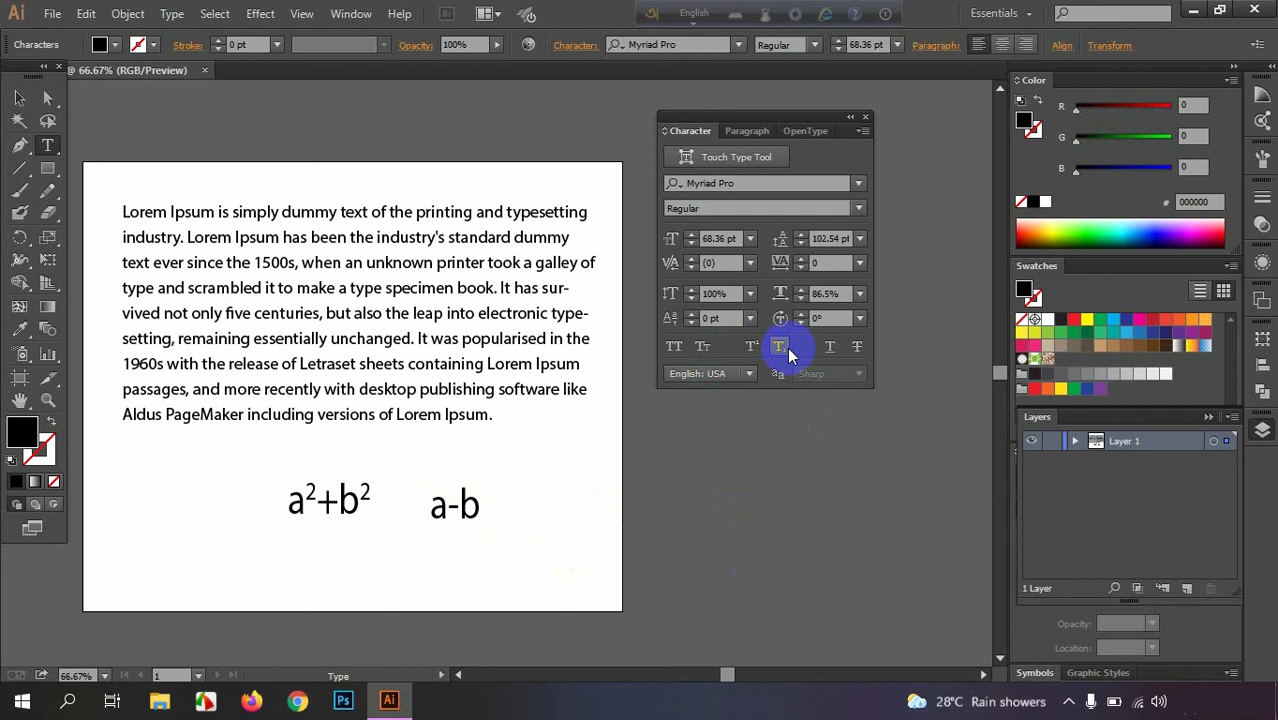 Ai File Edit Object Type Select Effect View Window Help Br English Essentials
Characters Stroke: 0 pt Opacity: 100% Character: Myriad Pro Regular 68.36 pt Paragraph: Align Transform
@ 66.67% (RGB/Preview)
Character Paragraph OpenType
Touch Type Tool
Myriad Pro
Regular
68.36 pt 102.54 pt
(0) 0
100% 86.5%
0 pt 0°
English: USA Sharp
Lorem Ipsum is simply dummy text of the printing and typesetting
industry. Lorem Ipsum has been the industry's standard dummy
text ever since the 1500s, when an unknown printer took a galley of
type and scrambled it to make a type specimen book. It has sur-
vived not only five centuries, but also the leap into electronic type-
setting, remaining essentially unchanged. It was popularised in the
1960s with the release of Letraset sheets containing Lorem Ipsum
passages, and more recently with desktop publishing software like
Aldus PageMaker including versions of Lorem Ipsum.
a²+b² a-b
Color
R 0
G 0
B 0
# 000000
Swatches
Layers
Layer 1
1 Layer
Opacity:
Location:
Symbols Graphic Styles
66.67% 1 Type
Ps Ai 28°C Rain showers